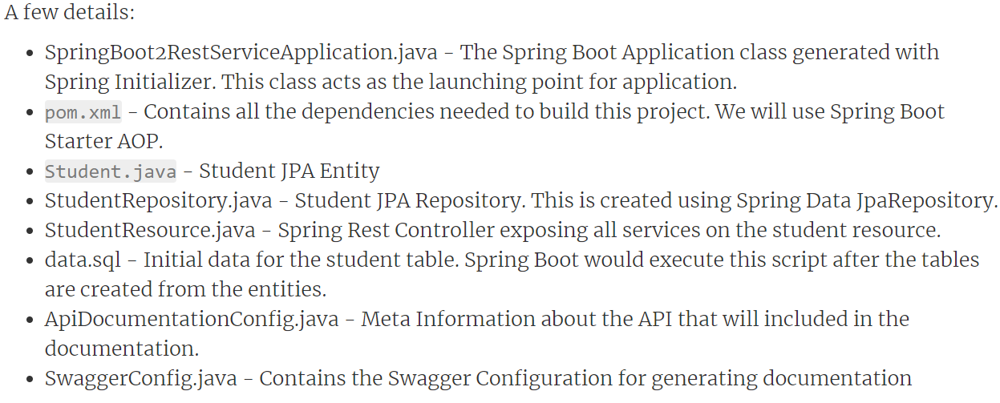 A few details:
• SpringBoot2RestServiceApplication.java - The Spring Boot Application class generated with
Spring Initializer. This class acts as the launching point for application.
• pom.xml - Contains all the dependencies needed to build this project. We will use Spring Boot
Starter AOP.
• Student.java - Student JPA Entity
• StudentRepository.java - Student JPA Repository. This is created using Spring Data JpaRepository.
• StudentResource.java - Spring Rest Controller exposing all services on the student resource.
• data.sql - Initial data for the student table. Spring Boot would execute this script after the tables
are created from the entities.
• ApiDocumentationConfig.java - Meta Information about the API that will included in the
documentation.
• SwaggerConfig.java - Contains the Swagger Configuration for generating documentation